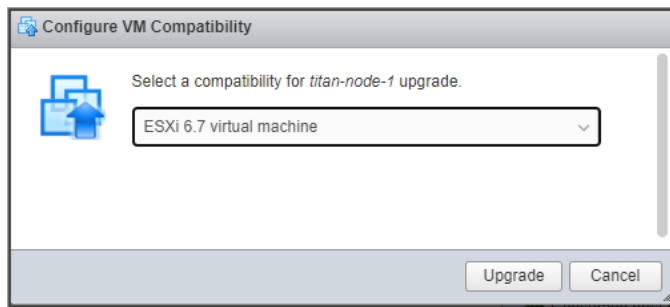 Configure VM Compatibility
Select a compatibility for titan-node-1 upgrade.
ESXi 6.7 virtual machine
Upgrade
Cancel